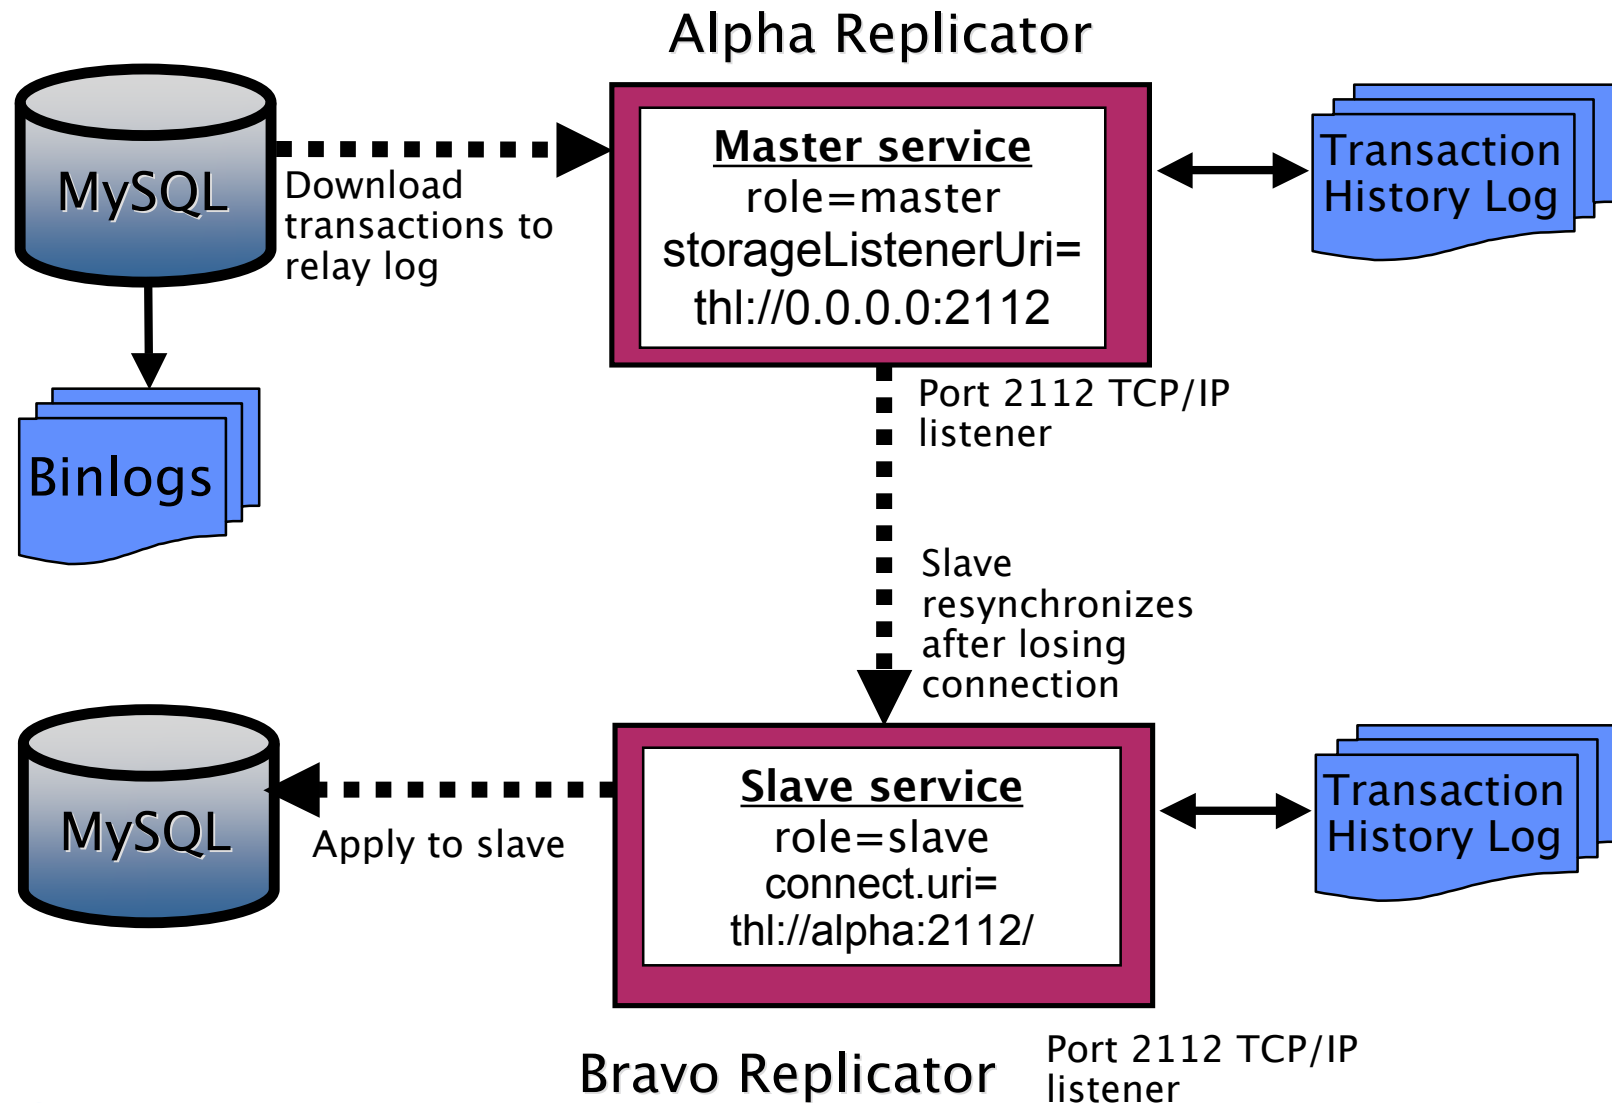 Alpha Replicator
MySQL
Download
transactions to
relay log
Master service
role=master
storageListenerUri=
thl://0.0.0.0:2112
Transaction
History Log
Binlogs
Port 2112 TCP/IP
listener
Slave
resynchronizes
after losing
connection
MySQL
Apply to slave
Slave service
role=slave
connect.uri=
thl://alpha:2112/
Transaction
History Log
Bravo Replicator
Port 2112 TCP/IP
listener